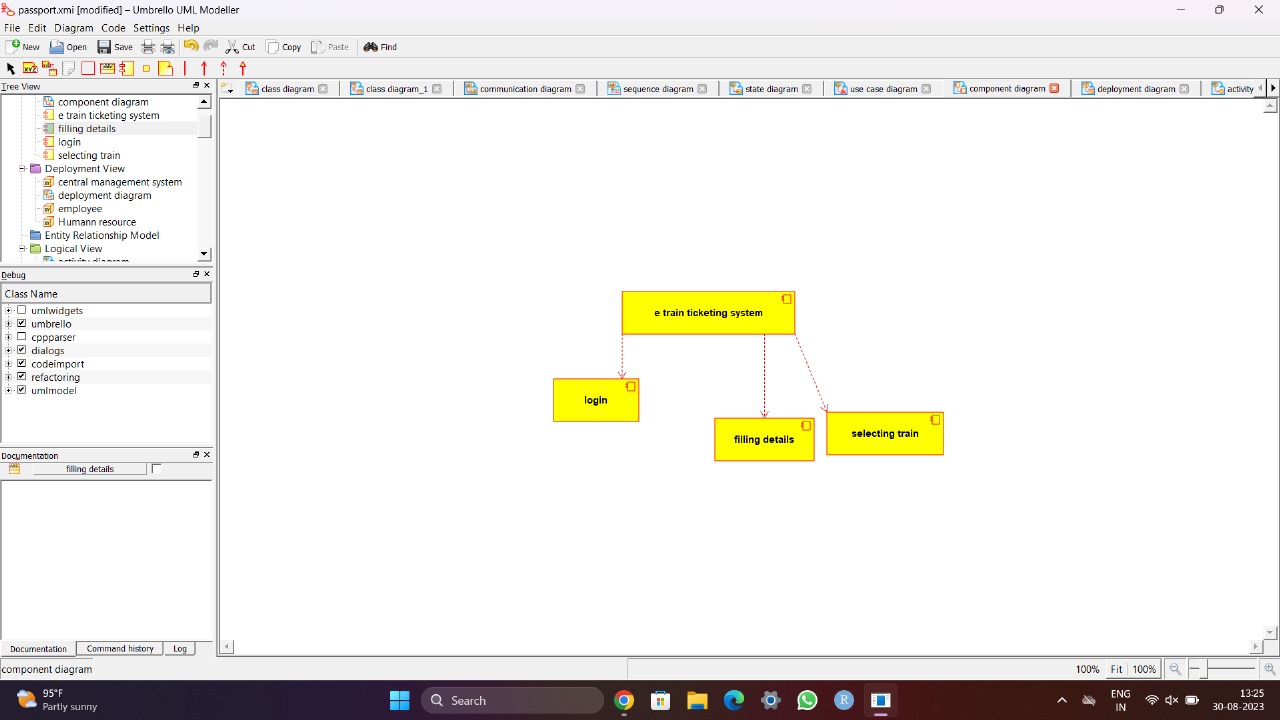 passport.xmi [modified] – Umbrello UML Modeller
File Edit Diagram Code Settings Help
New Open Save Cut Copy Paste Find
Tree View
component diagram
e train ticketing system
filling details
login
selecting train
Deployment View
central management system
deployment diagram
employee
Humann resource
Entity Relationship Model
Logical View
activity diagram
class diagram class diagram_1 communication diagram sequence diagram state diagram use case diagram component diagram deployment diagram activity
Debug
Class Name
umlwidgets
umbrello
cppparser
dialogs
codeimport
refactoring
umlmodel
Documentation
filling details
Documentation Command history Log
e train ticketing system
login
filling details
selecting train
component diagram
100% Fit 100%
95°F
Partly sunny
Search
ENG
IN
13:25
30-08-2023